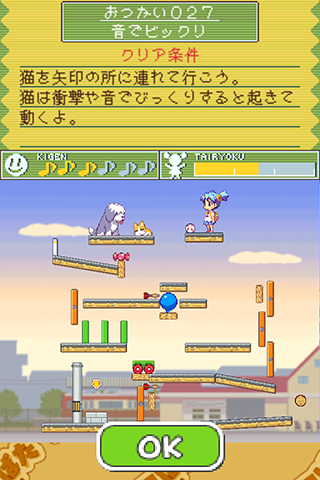 おつかい027
音でビックリ
クリア条件
猫を矢印の所に連れて行こう。
猫は衝撃や音でびっくりすると起きて
動くよ。
KIGEN
TAIRYOKU
OK